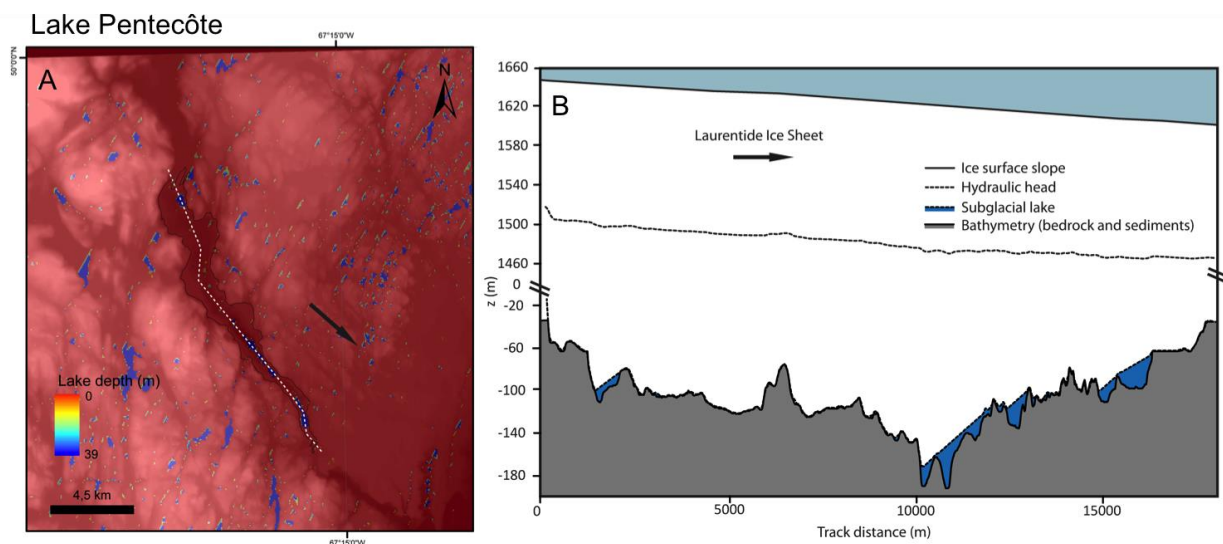 Lake Pentecôte
67°15'0"W
50°0'0"N
A
N
Lake depth (m)
0
39
4,5 km
67°15'0"W
B
1660
1620
1580
1540
1500
1460
0
-20
-60
-100
-140
-180
z (m)
Laurentide Ice Sheet
Ice surface slope
Hydraulic head
Subglacial lake
Bathymetry (bedrock and sediments)
0
5000
10000
15000
Track distance (m)